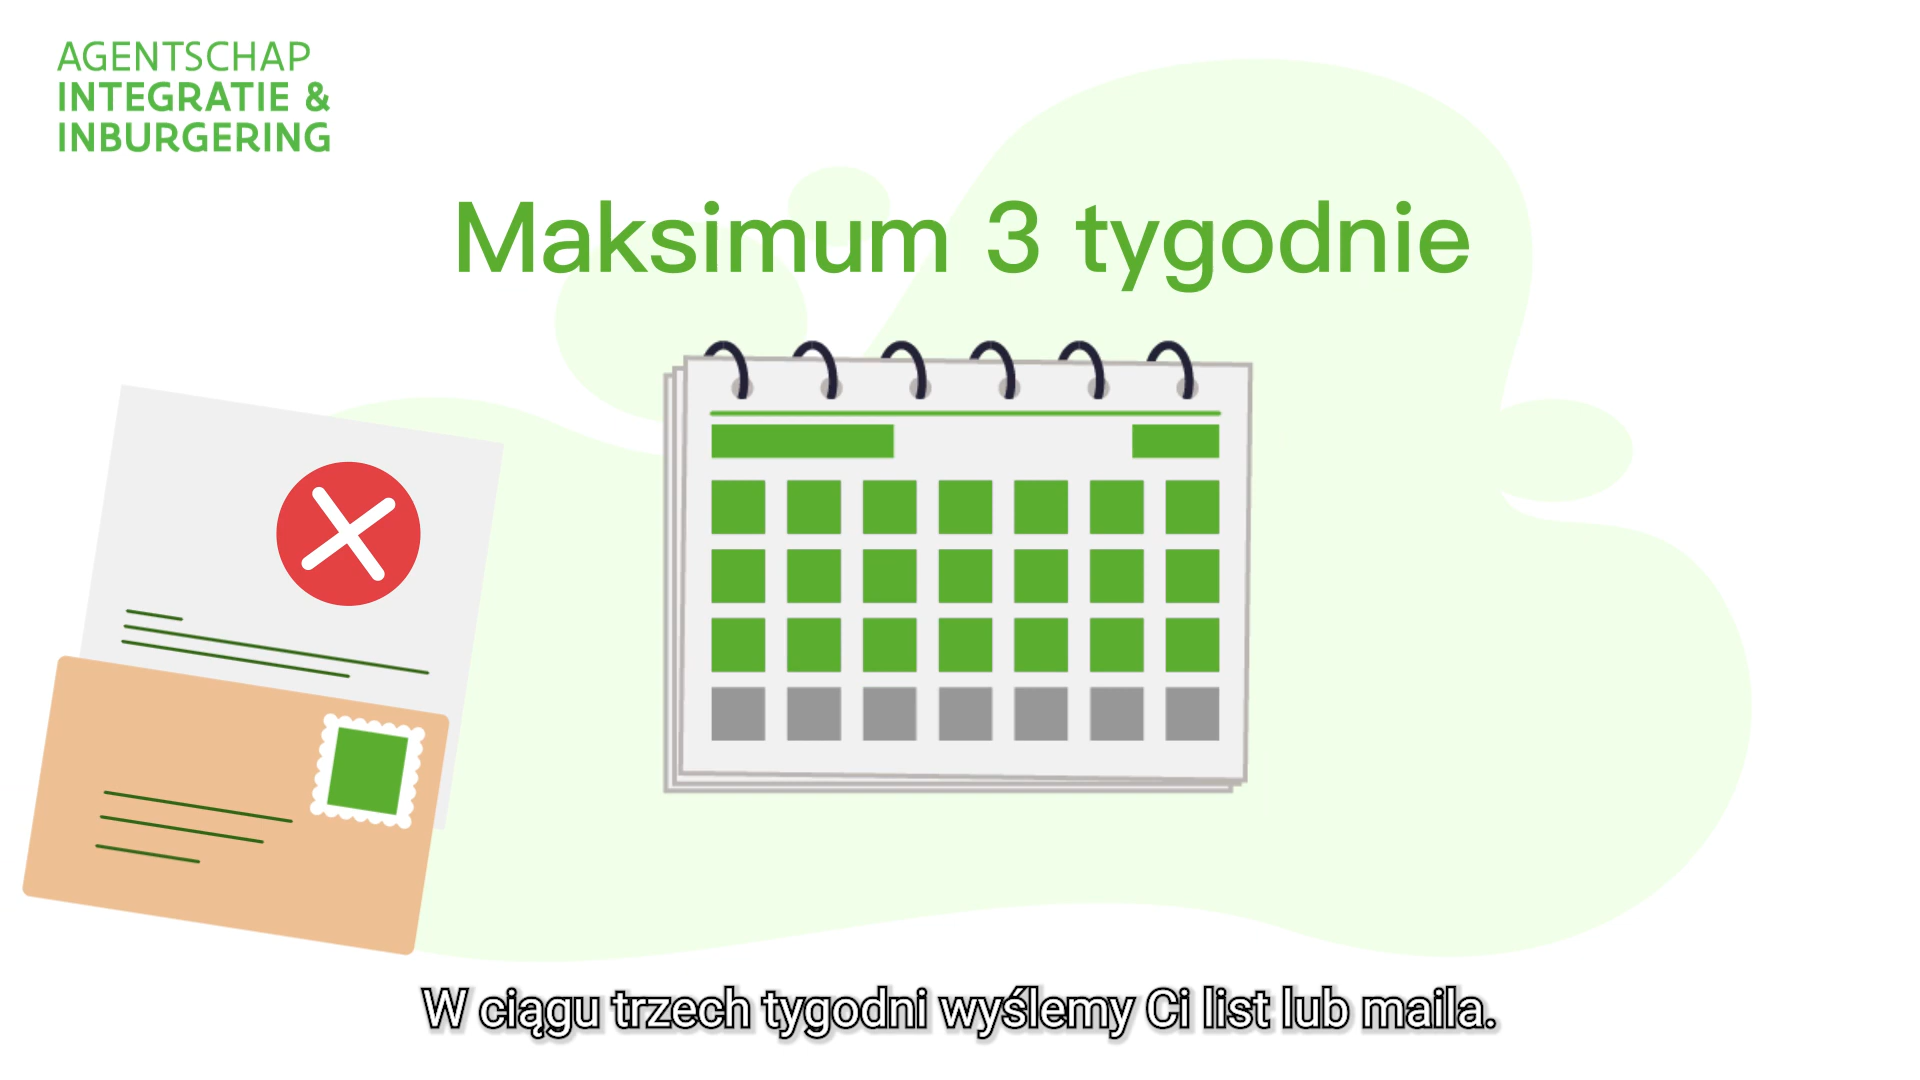 AGENTSCHAP
INTEGRATIE &
INBURGERING
Maksimum 3 tygodnie
W ciągu trzech tygodni wyślemy Ci list lub maila.